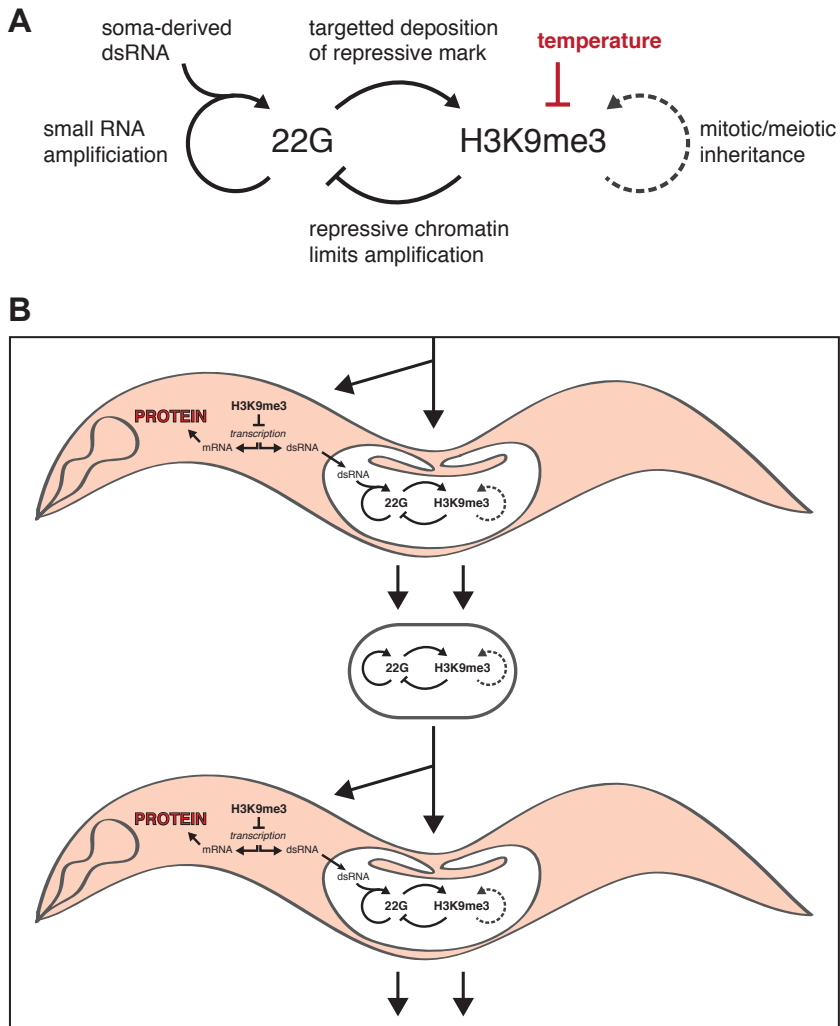 A
soma-derived
dsRNA
targetted deposition
of repressive mark
temperature
small RNA
amplificiation
22G
H3K9me3
mitotic/meiotic
inheritance
repressive chromatin
limits amplification
B
H3K9me3
PROTEIN
transcription
mRNA
dsRNA
dsRNA
22G
H3K9me3
22G
H3K9me3
H3K9me3
PROTEIN
transcription
mRNA
dsRNA
dsRNA
22G
H3K9me3